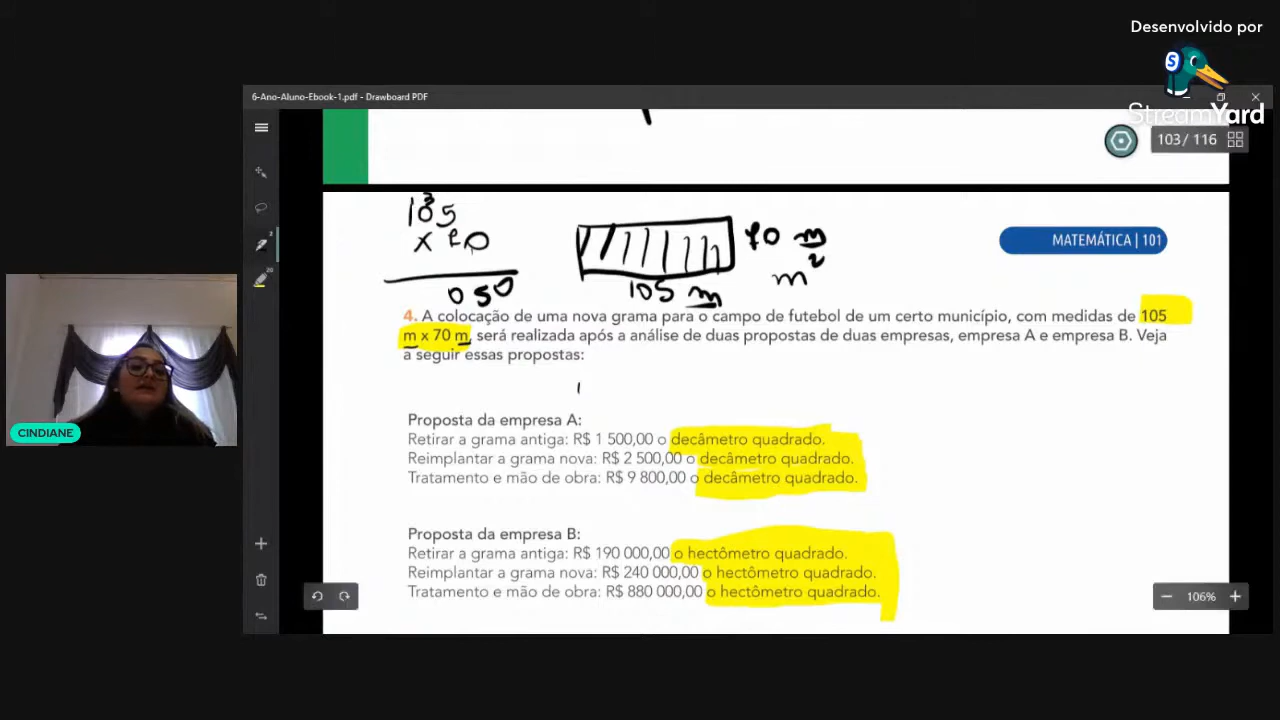 Desenvolvido por
S
StreamYard
6-Ano-Aluno-Ebook-1.pdf - Drawboard PDF
103 / 116
3
105
x 70
050
70 m
m²
105 m
MATEMÁTICA | 101
4. A colocação de uma nova grama para o campo de futebol de um certo município, com medidas de 105
m x 70 m, será realizada após a análise de duas propostas de duas empresas, empresa A e empresa B. Veja
a seguir essas propostas:
Proposta da empresa A:
Retirar a grama antiga: R$ 1 500,00 o decâmetro quadrado.
Reimplantar a grama nova: R$ 2 500,00 o decâmetro quadrado.
Tratamento e mão de obra: R$ 9 800,00 o decâmetro quadrado.
CINDIANE
Proposta da empresa B:
Retirar a grama antiga: R$ 190 000,00 o hectômetro quadrado.
Reimplantar a grama nova: R$ 240 000,00 o hectômetro quadrado.
Tratamento e mão de obra: R$ 880 000,00 o hectômetro quadrado.
106%